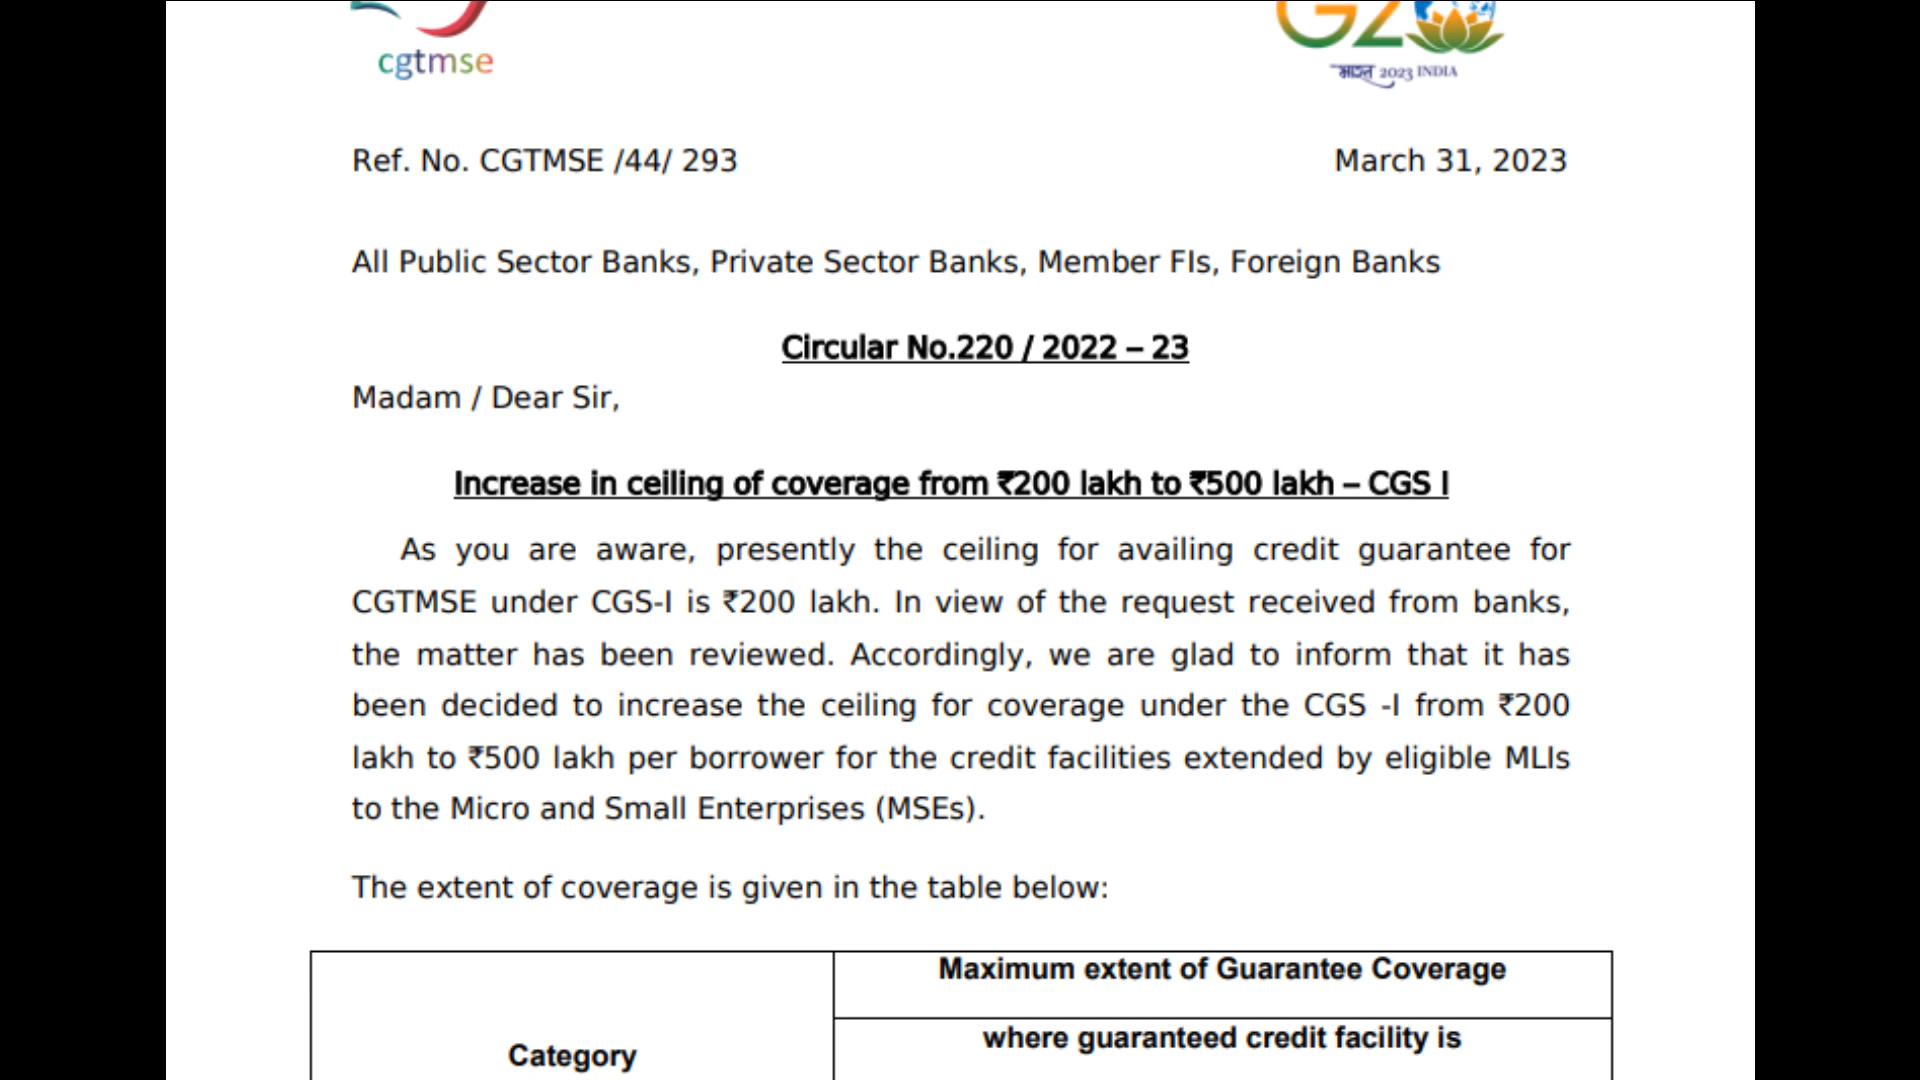 cgtmse
G20
भारत 2023 INDIA
Ref. No. CGTMSE /44/ 293 March 31, 2023
All Public Sector Banks, Private Sector Banks, Member FIs, Foreign Banks
Circular No.220 / 2022 – 23
Madam / Dear Sir,
Increase in ceiling of coverage from ₹200 lakh to ₹500 lakh – CGS I
As you are aware, presently the ceiling for availing credit guarantee for
CGTMSE under CGS-I is ₹200 lakh. In view of the request received from banks,
the matter has been reviewed. Accordingly, we are glad to inform that it has
been decided to increase the ceiling for coverage under the CGS -I from ₹200
lakh to ₹500 lakh per borrower for the credit facilities extended by eligible MLIs
to the Micro and Small Enterprises (MSEs).
The extent of coverage is given in the table below:
Maximum extent of Guarantee Coverage
where guaranteed credit facility is
Category